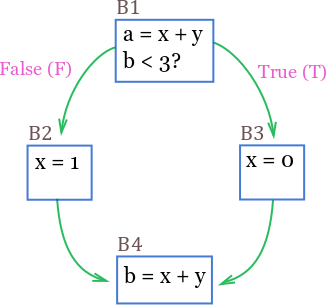 B1
a = x + y
b < 3?
False (F)
True (T)
B2
x = 1
B3
x = 0
B4
b = x + y